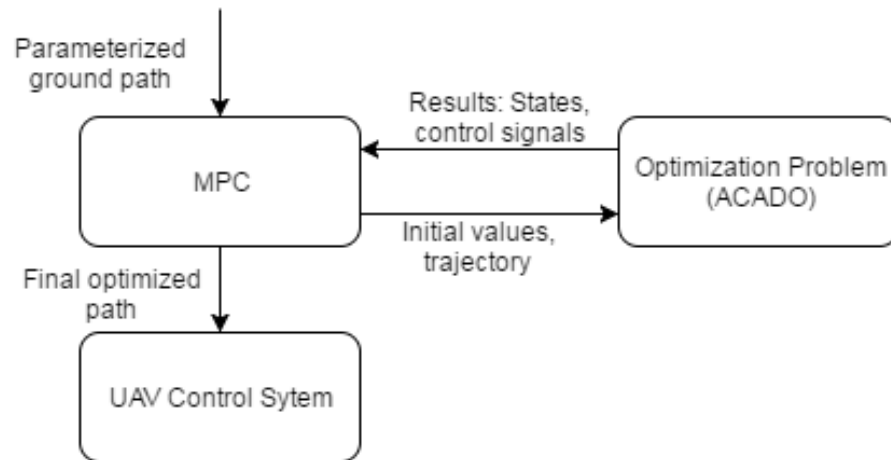 Parameterized
ground path
Results: States,
control signals
MPC
Optimization Problem
(ACADO)
Initial values,
trajectory
Final optimized
path
UAV Control Sytem